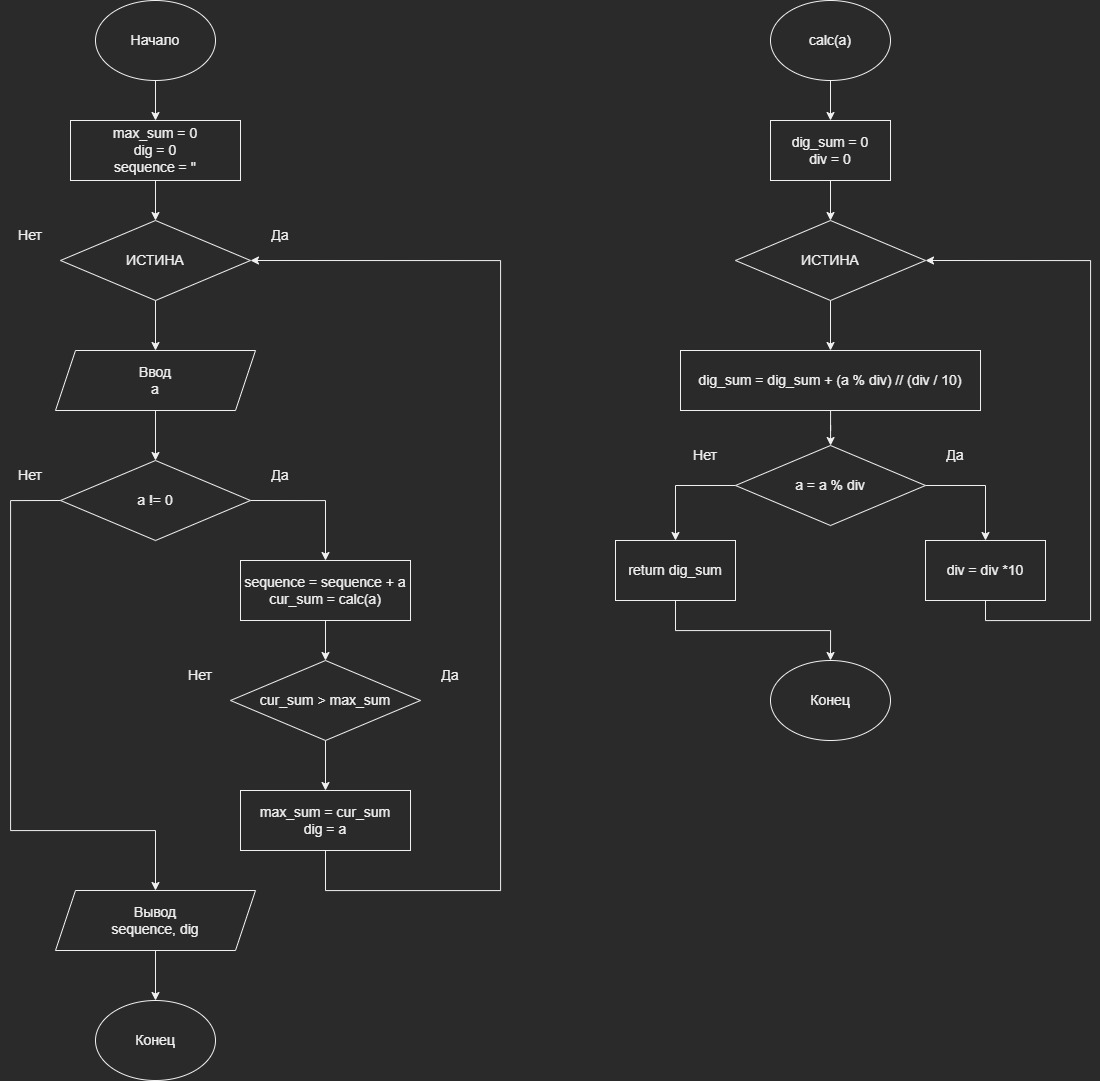 Начало
max_sum = 0
dig = 0
sequence = "
Нет
Да
ИСТИНА
Ввод
a
Нет
Да
a != 0
sequence = sequence + a
cur_sum = calc(a)
Нет
Да
cur_sum > max_sum
max_sum = cur_sum
dig = a
Вывод
sequence, dig
Конец
calc(a)
dig_sum = 0
div = 0
ИСТИНА
dig_sum = dig_sum + (a % div) // (div / 10)
Нет
Да
a = a % div
return dig_sum
div = div *10
Конец